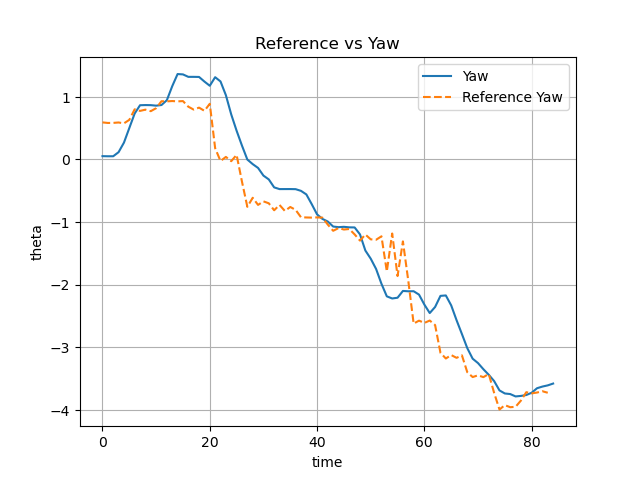 Reference vs Yaw
Yaw
Reference Yaw
1
0
−1
−2
−3
−4
theta
0 20 40 60 80
time